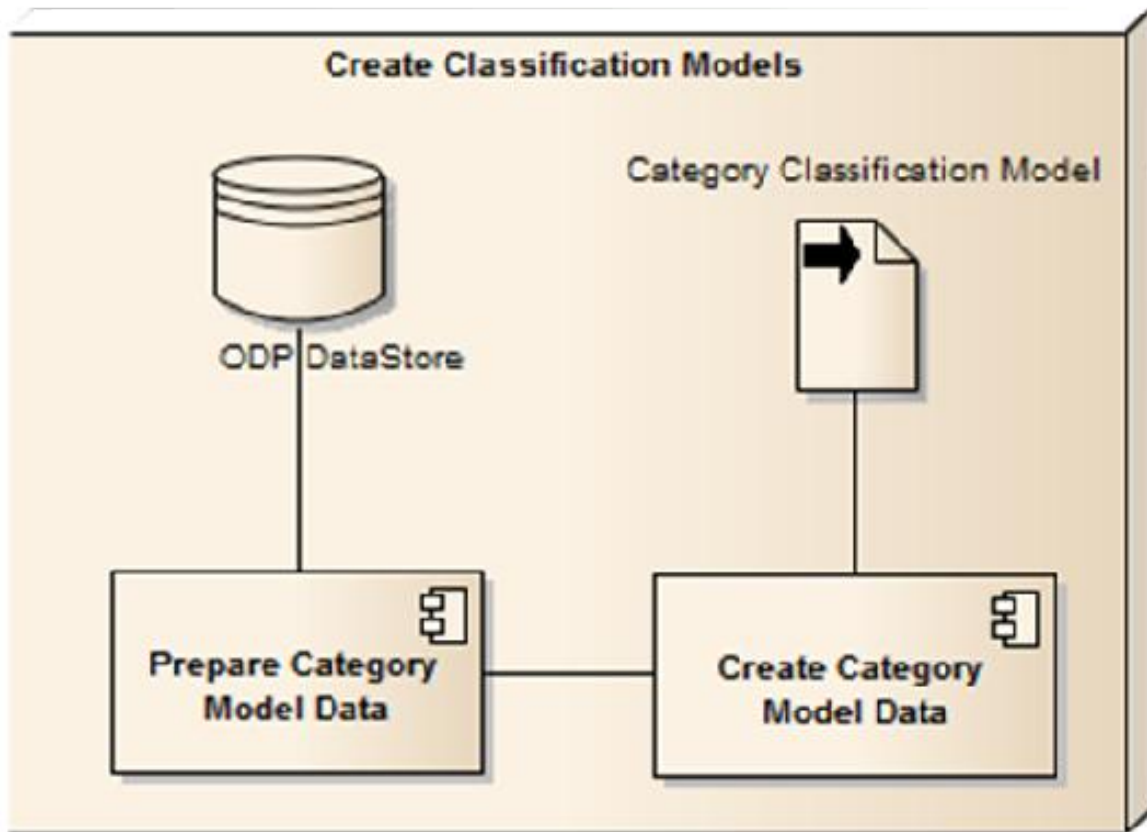 Create Classification Models
Category Classification Model
ODP DataStore
Prepare Category
Model Data
Create Category
Model Data